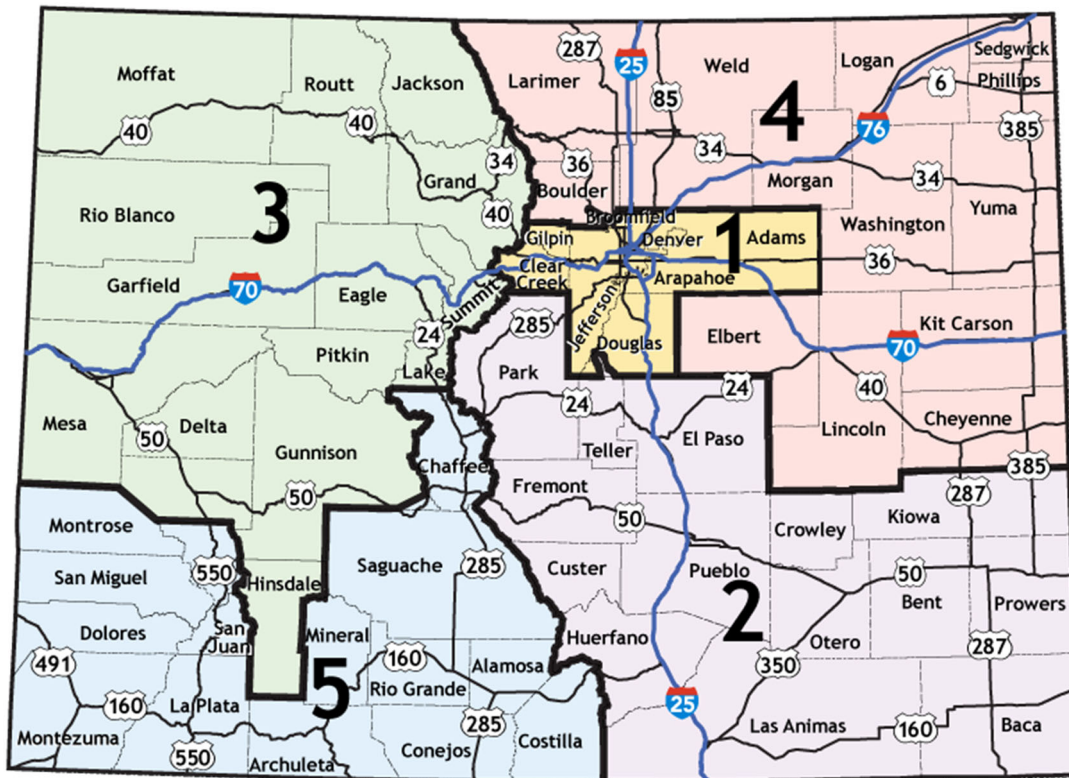 Moffat
Routt
Jackson
40
40
34
Grand
40
Rio Blanco
3
Garfield
70
Eagle
Summit
24
Pitkin
Lake
Mesa
50
Delta
Gunnison
50
287
25
Larimer
Weld
85
4
Logan
Sedgwick
Phillips
6
76
385
34
36
Boulder
Morgan
34
Washington
Yuma
36
Elbert
Kit Carson
70
40
Lincoln
Cheyenne
385
Broomfield
Gilpin
Denver
1
Adams
Clear
Creek
Arapahoe
Jefferson
Douglas
285
Park
24
24
Teller
El Paso
Chaffee
Fremont
50
287
Kiowa
Crowley
Custer
Pueblo
50
Bent
Prowers
2
Huerfano
Otero
287
350
25
Las Animas
160
Baca
Montrose
San Miguel
550
Hinsdale
Saguache
285
Dolores
San
Juan
Mineral
491
160
Alamosa
5
Rio Grande
160
La Plata
285
Montezuma
550
Conejos
Costilla
Archuleta